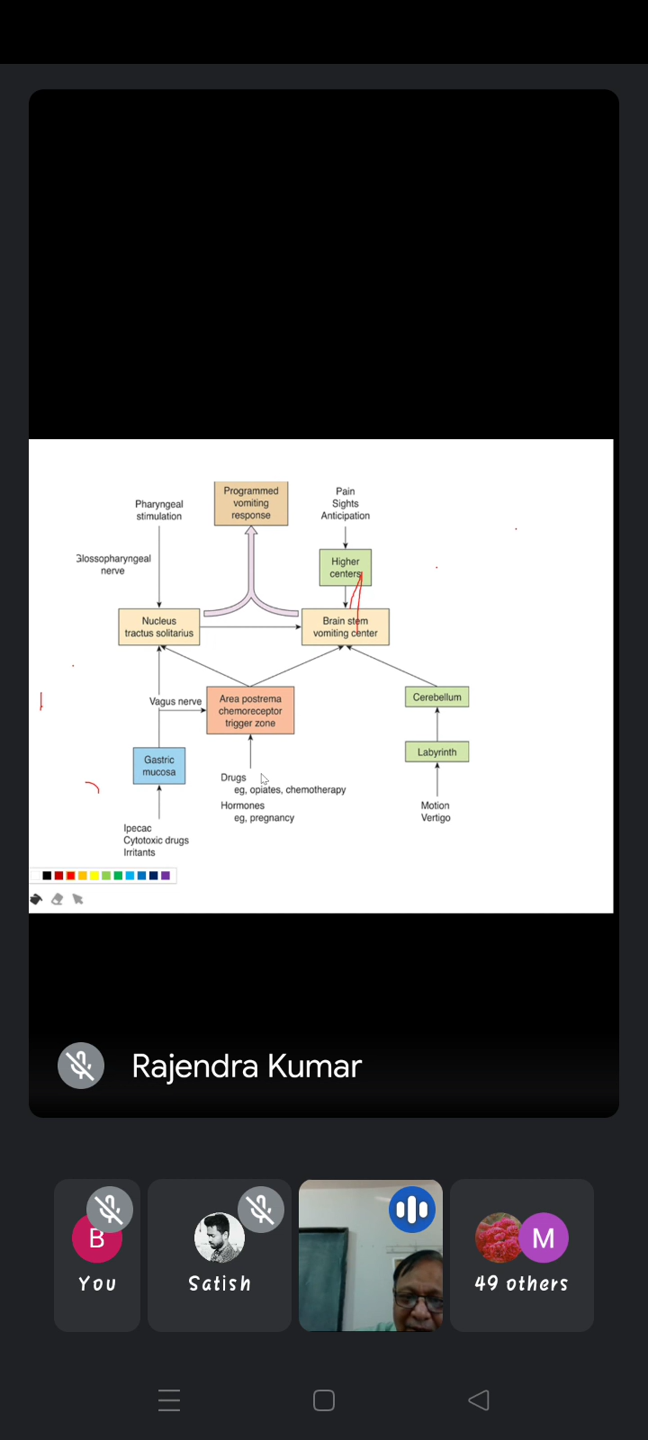 Programmed
vomiting
response
Pharyngeal
stimulation
Pain
Sights
Anticipation
Glossopharyngeal
nerve
Higher
centers
Nucleus
tractus solitarius
Brain stem
vomiting center
Vagus nerve
Area postrema
chemoreceptor
trigger zone
Cerebellum
Gastric
mucosa
Labyrinth
Drugs
eg, opiates, chemotherapy
Hormones
eg, pregnancy
Motion
Vertigo
Ipecac
Cytotoxic drugs
Irritants
Rajendra Kumar
B
You
Satish
M
49 others